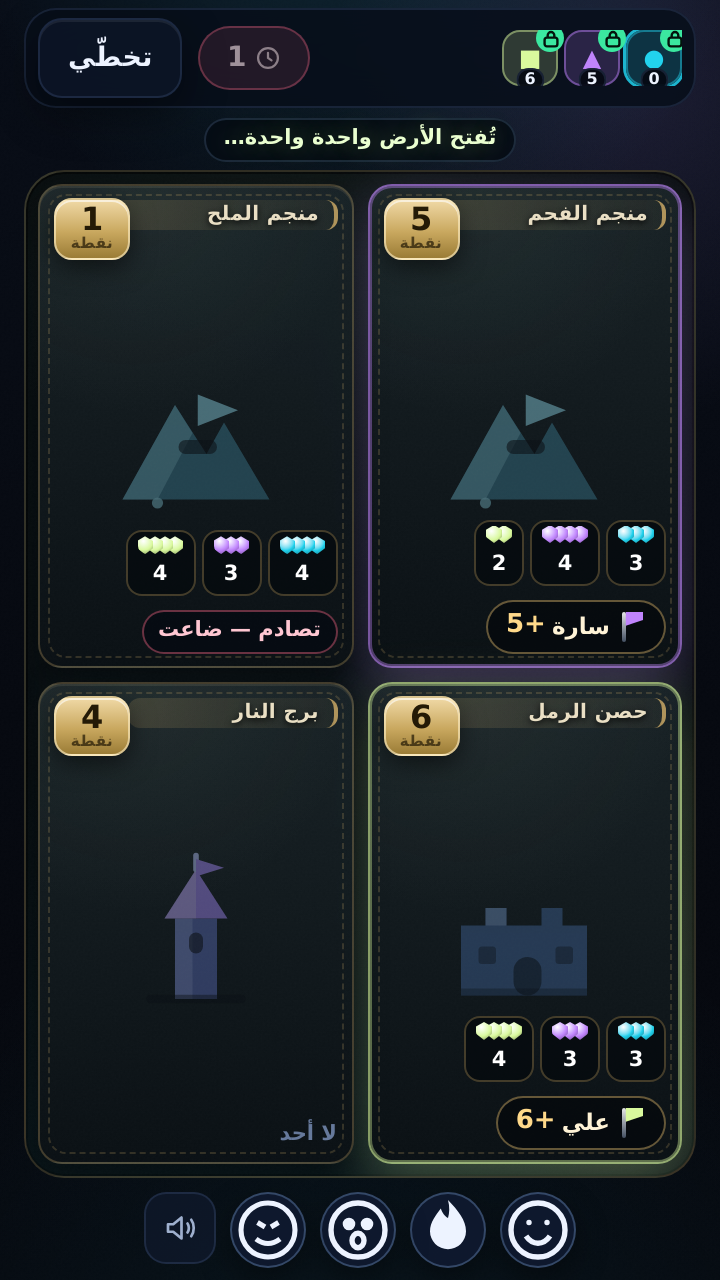 0 5 6
1
تخطّي
تُفتح الأرض واحدة واحدة...
منجم الفحم
5
نقطة
3 4 2
سارة +5
منجم الملح
1
نقطة
4 3 4
تصادم — ضاعت
حصن الرمل
6
نقطة
3 3 4
علي +6
برج النار
4
نقطة
لا أحد